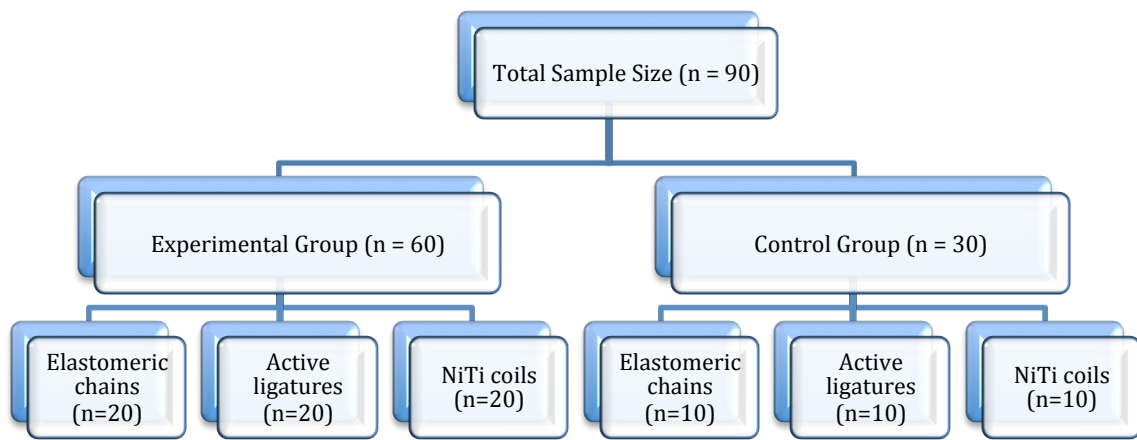 Total Sample Size (n = 90)
Experimental Group (n = 60)
Control Group (n = 30)
Elastomeric
chains
(n=20)
Active
ligatures
(n=20)
NiTi coils
(n=20)
Elastomeric
chains
(n=10)
Active
ligatures
(n=10)
NiTi coils
(n=10)